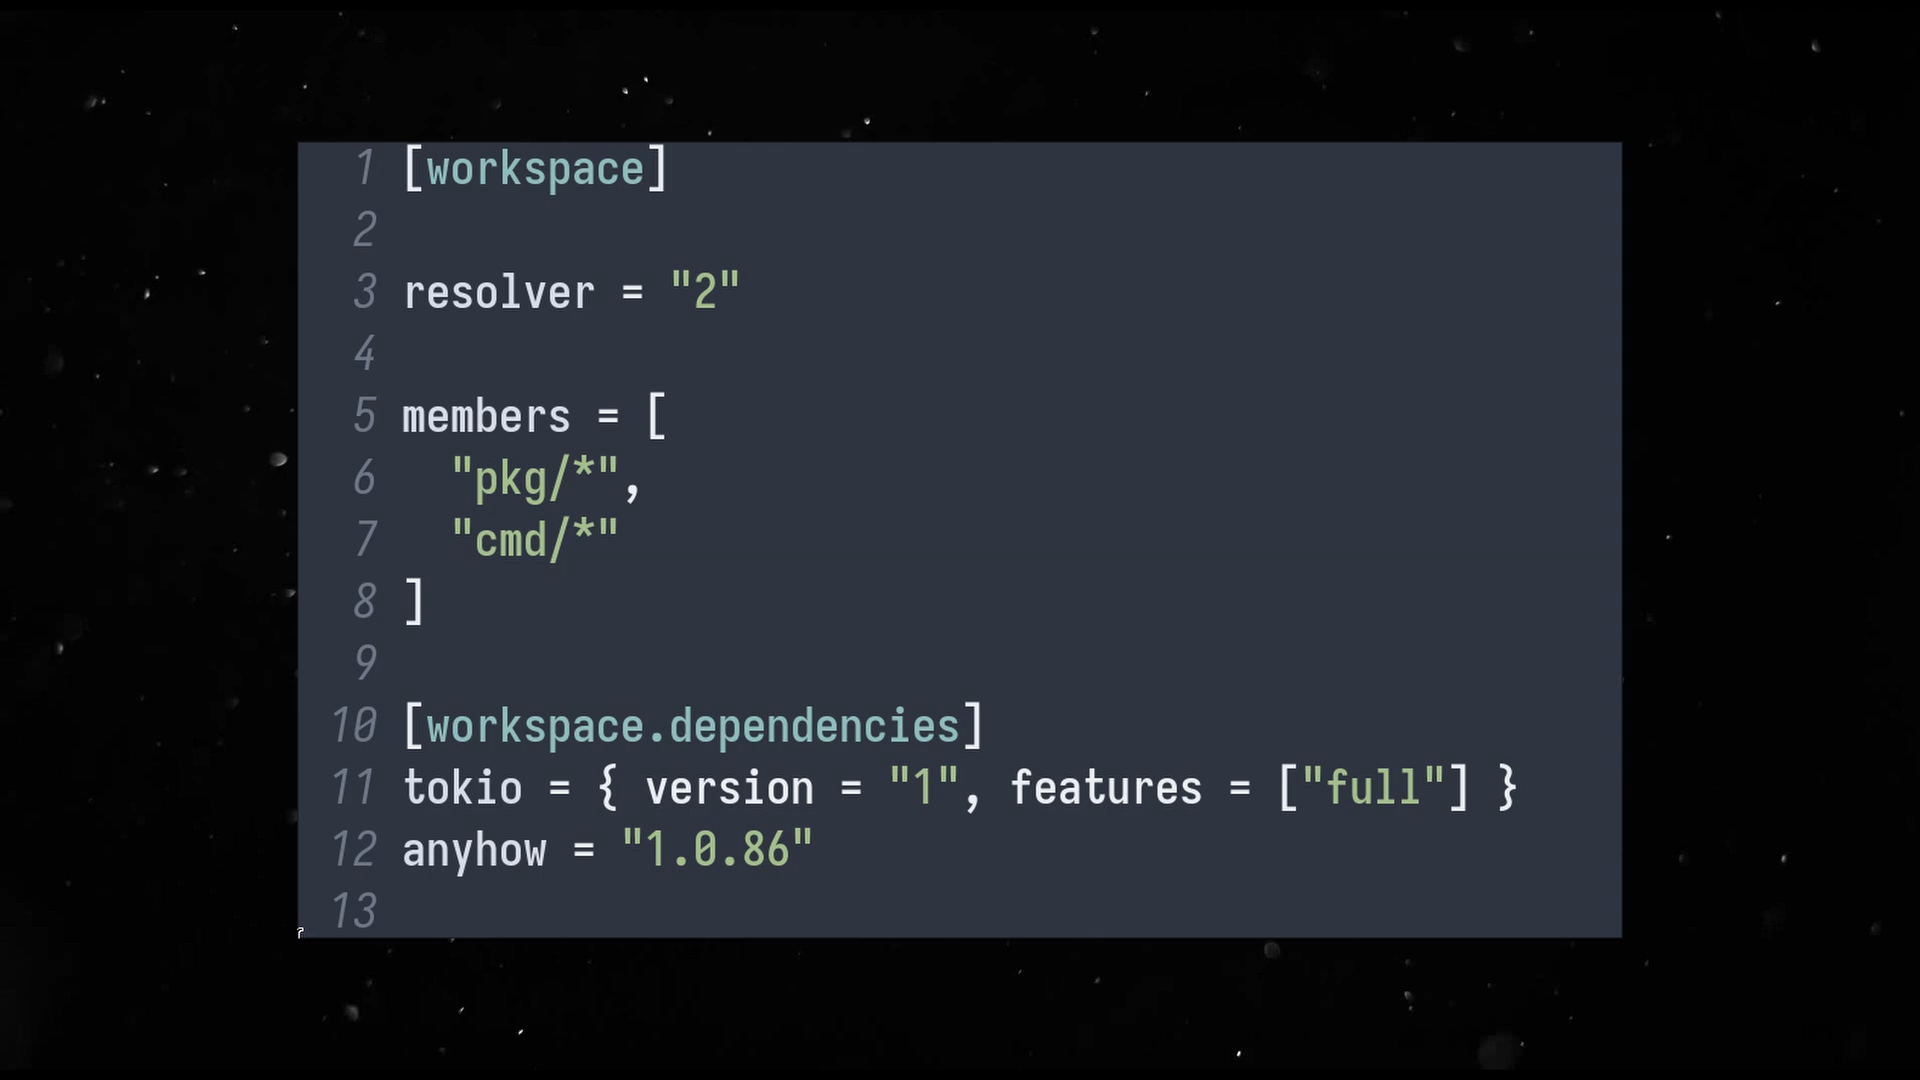 1 [workspace]
2
3 resolver = "2"
4
5 members = [
6   "pkg/*",
7   "cmd/*"
8 ]
9
10 [workspace.dependencies]
11 tokio = { version = "1", features = ["full"] }
12 anyhow = "1.0.86"
13